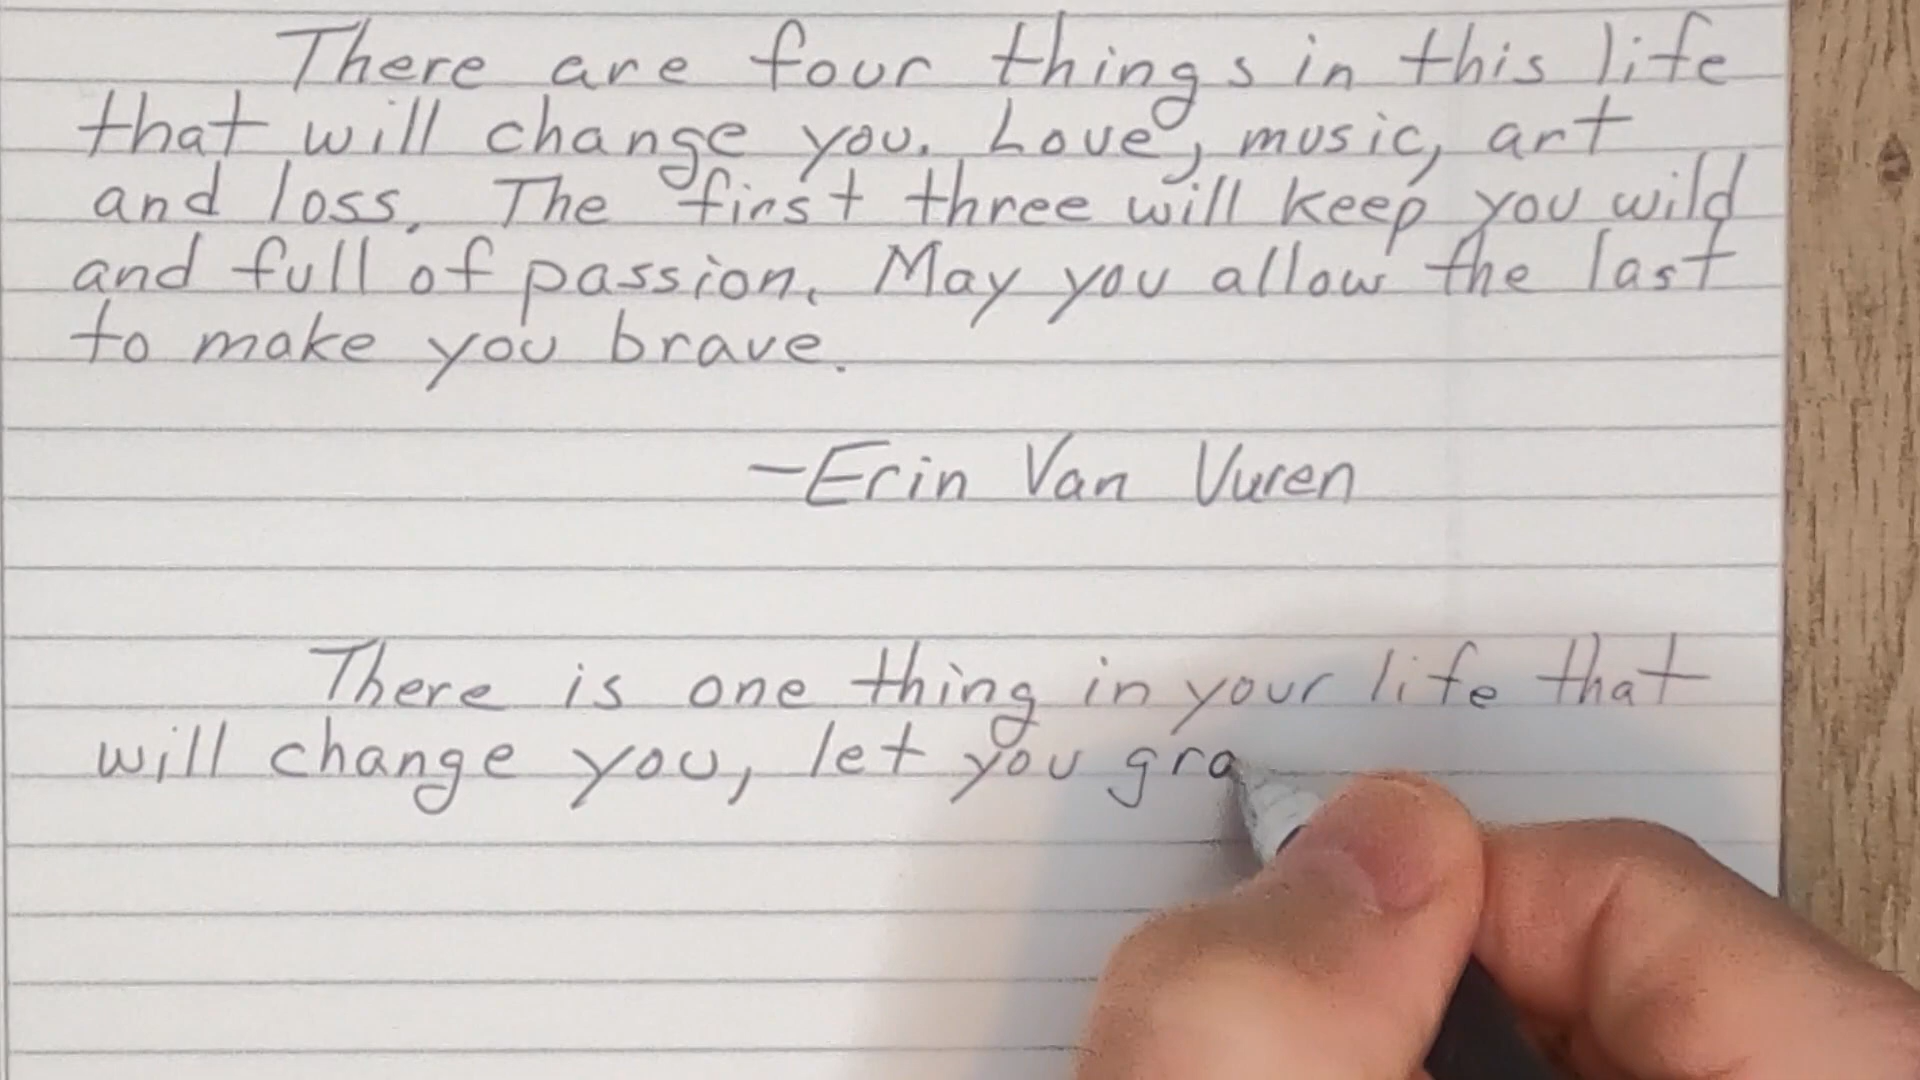 There are four things in this life
that will change you. Love, music, art
and loss. The first three will keep you wild
and full of passion. May you allow the last
to make you brave.
-Erin Van Vuren
There is one thing in your life that
will change you, let you gro